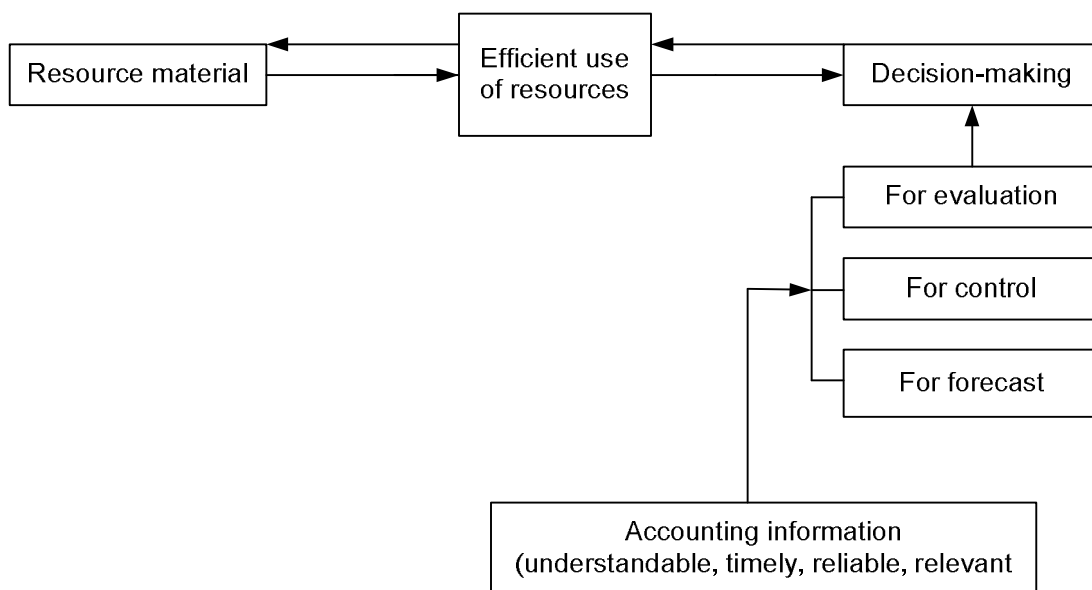 Resource material
Efficient use
of resources
Decision-making
For evaluation
For control
For forecast
Accounting information
(understandable, timely, reliable, relevant